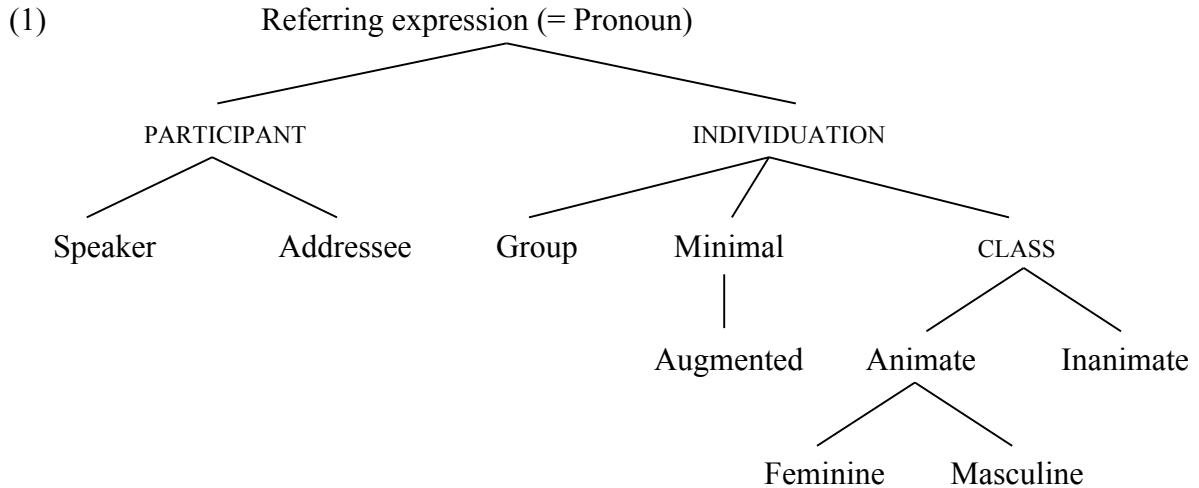 (1) Referring expression (= Pronoun)
PARTICIPANT INDIVIDUATION
Speaker Addressee Group Minimal CLASS
Augmented Animate Inanimate
Feminine Masculine